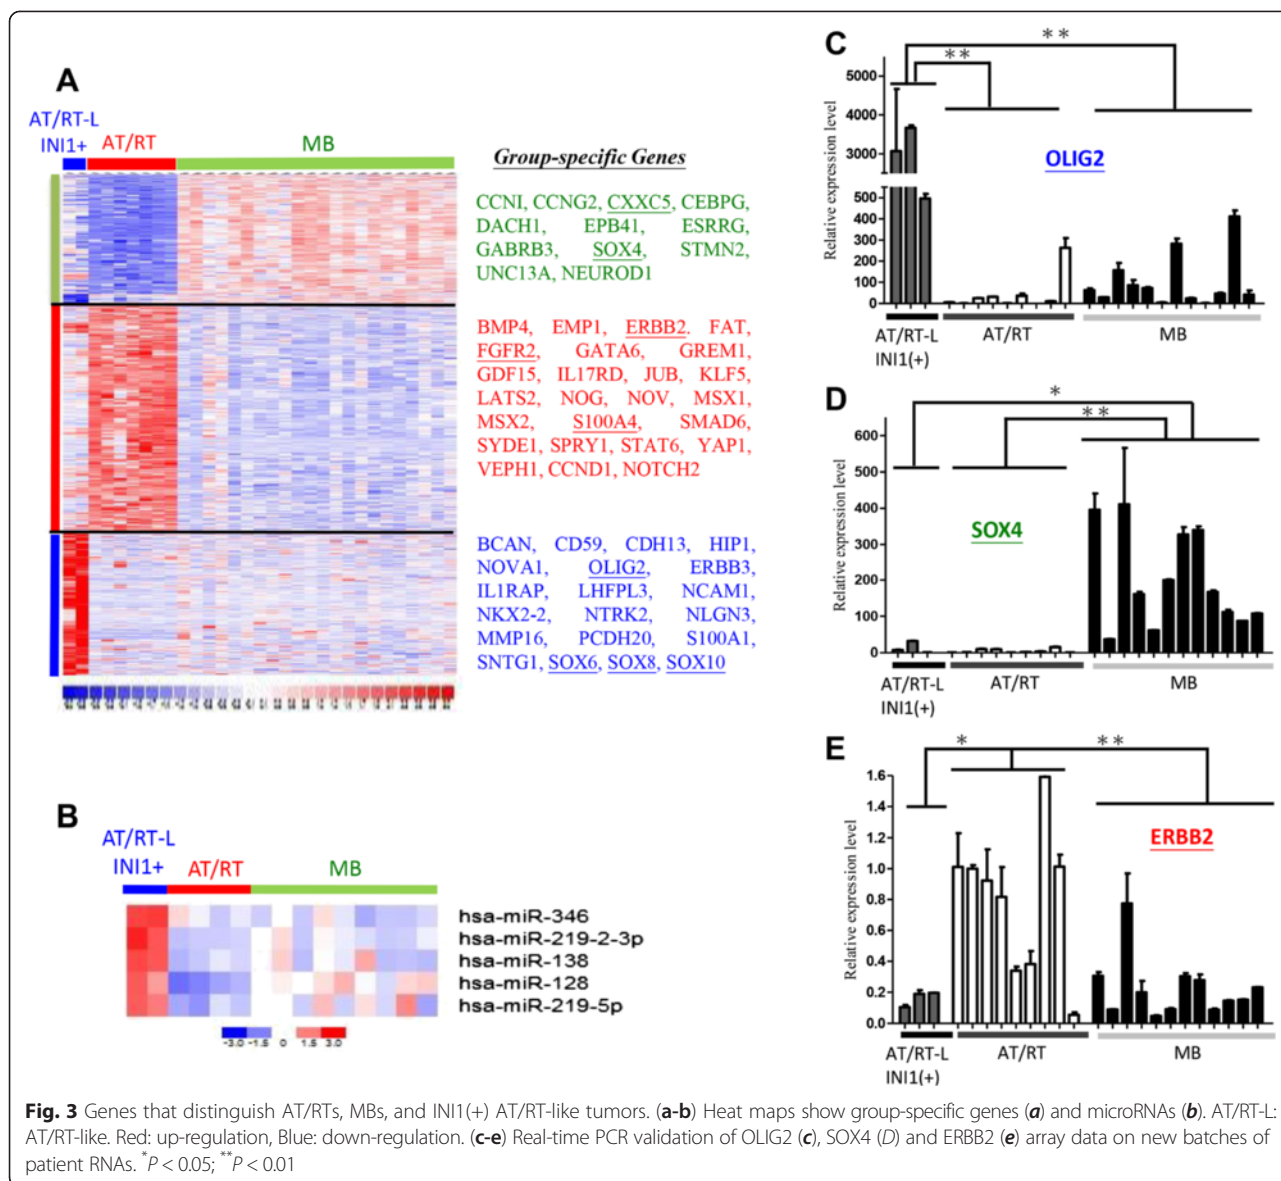 A
AT/RT-L
INI1+
AT/RT
MB
Group-specific Genes
CCNI, CCNG2, CXXC5, CEBPG,
DACH1, EPB41, ESRRG,
GABRB3, SOX4, STMN2,
UNC13A, NEUROD1
BMP4, EMP1, ERBB2, FAT,
FGFR2, GATA6, GREM1,
GDF15, IL17RD, JUB, KLF5,
LATS2, NOG, NOV, MSX1,
MSX2, S100A4, SMAD6,
SYDE1, SPRY1, STAT6, YAP1,
VEPH1, CCND1, NOTCH2
BCAN, CD59, CDH13, HIP1,
NOVA1, OLIG2, ERBB3,
IL1RAP, LHFPL3, NCAM1,
NKX2-2, NTRK2, NLGN3,
MMP16, PCDH20, S100A1,
SNTG1, SOX6, SOX8, SOX10
B
AT/RT-L
INI1+
AT/RT
MB
hsa-miR-346
hsa-miR-219-2-3p
hsa-miR-138
hsa-miR-128
hsa-miR-219-5p
-3.0 -1.5 0 1.5 3.0
C
**
**
Relative expression level
5000
4000
3000
500
400
300
200
100
0
OLIG2
AT/RT-L
INI1(+)
AT/RT
MB
D
*
**
Relative expression level
600
500
400
300
200
100
0
SOX4
AT/RT-L
INI1(+)
AT/RT
MB
E
*
**
Relative expression level
1.6
1.4
1.2
1.0
0.8
0.6
0.4
0.2
0.0
ERBB2
AT/RT-L
INI1(+)
AT/RT
MB
Fig. 3 Genes that distinguish AT/RTs, MBs, and INI1(+) AT/RT-like tumors. (a-b) Heat maps show group-specific genes (a) and microRNAs (b). AT/RT-L:
AT/RT-like. Red: up-regulation, Blue: down-regulation. (c-e) Real-time PCR validation of OLIG2 (c), SOX4 (D) and ERBB2 (e) array data on new batches of
patient RNAs. *P < 0.05; **P < 0.01